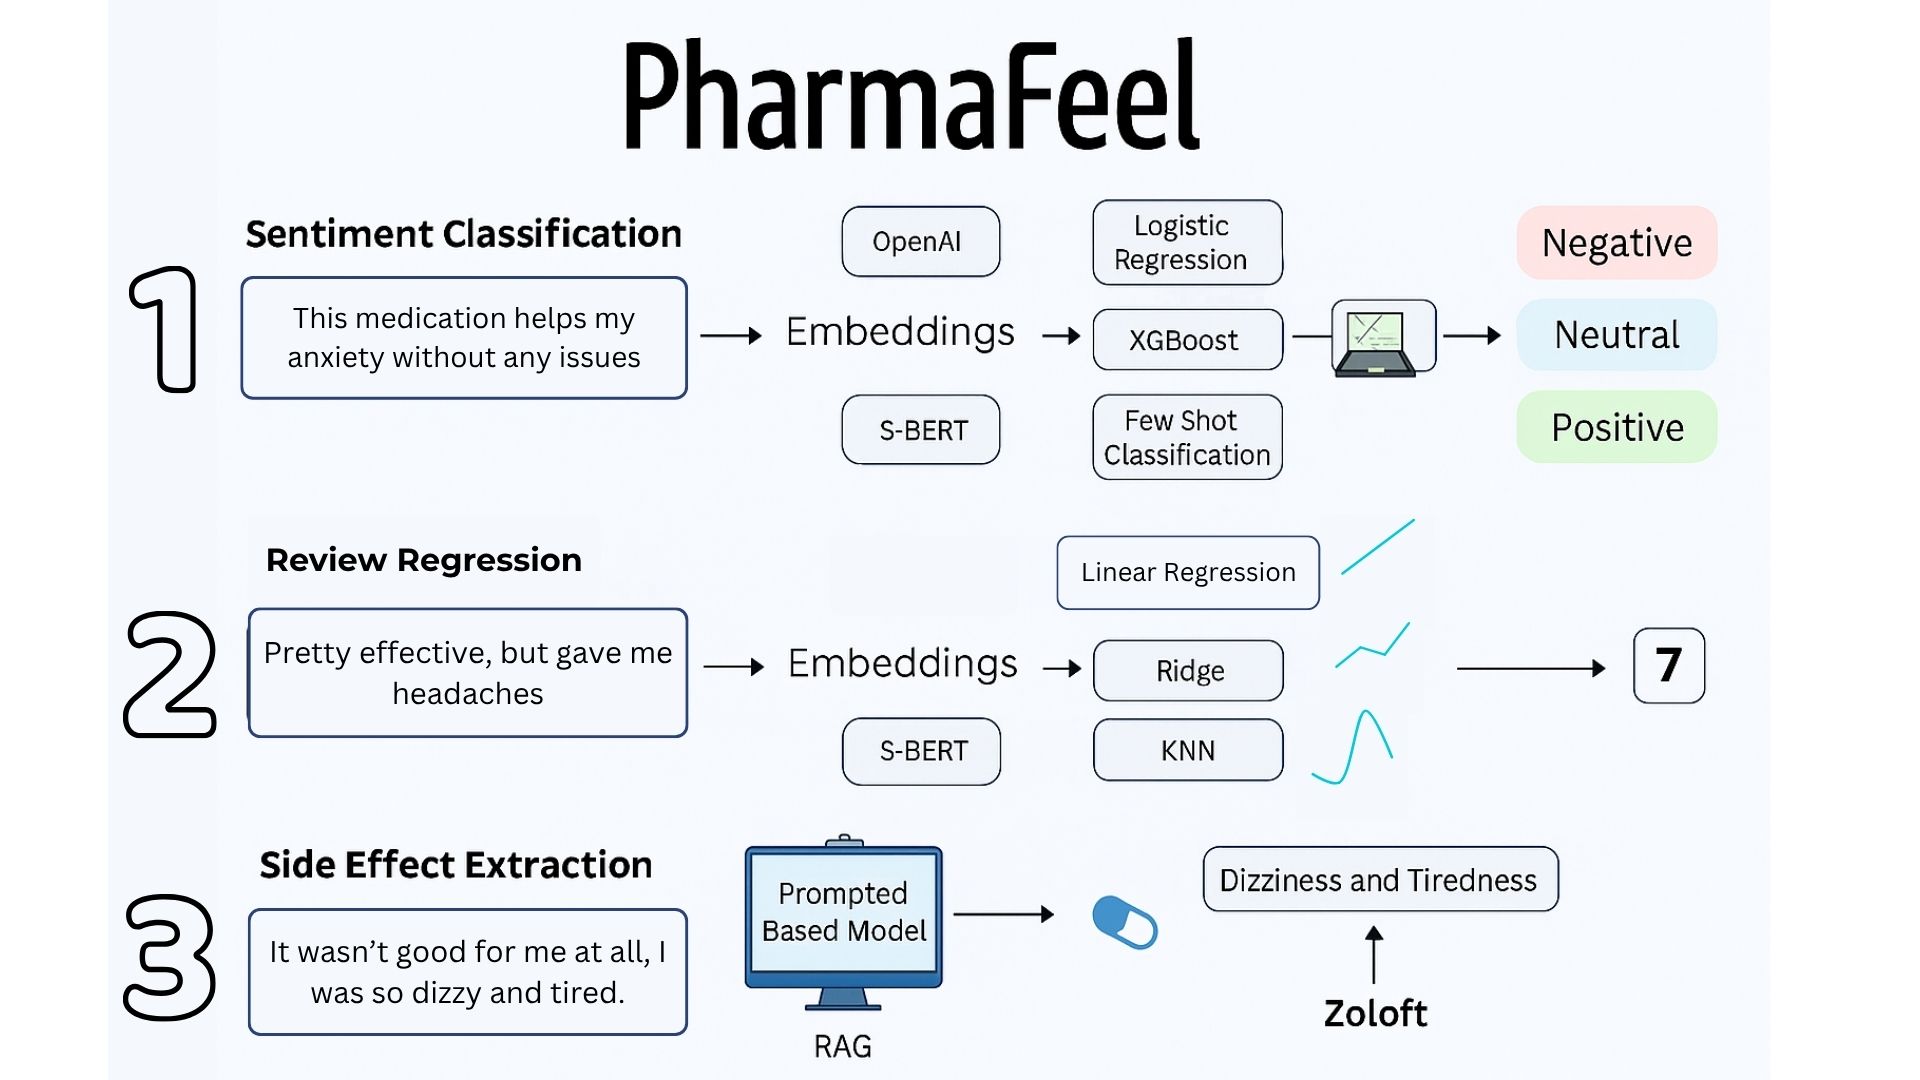 PharmaFeel
1
Sentiment Classification
This medication helps my
anxiety without any issues
OpenAI
Embeddings
S-BERT
Logistic
Regression
XGBoost
Few Shot
Classification
Negative
Neutral
Positive
2
Review Regression
Pretty effective, but gave me
headaches
Embeddings
S-BERT
Linear Regression
Ridge
KNN
7
3
Side Effect Extraction
It wasn’t good for me at all, I
was so dizzy and tired.
Prompted
Based Model
RAG
Dizziness and Tiredness
Zoloft